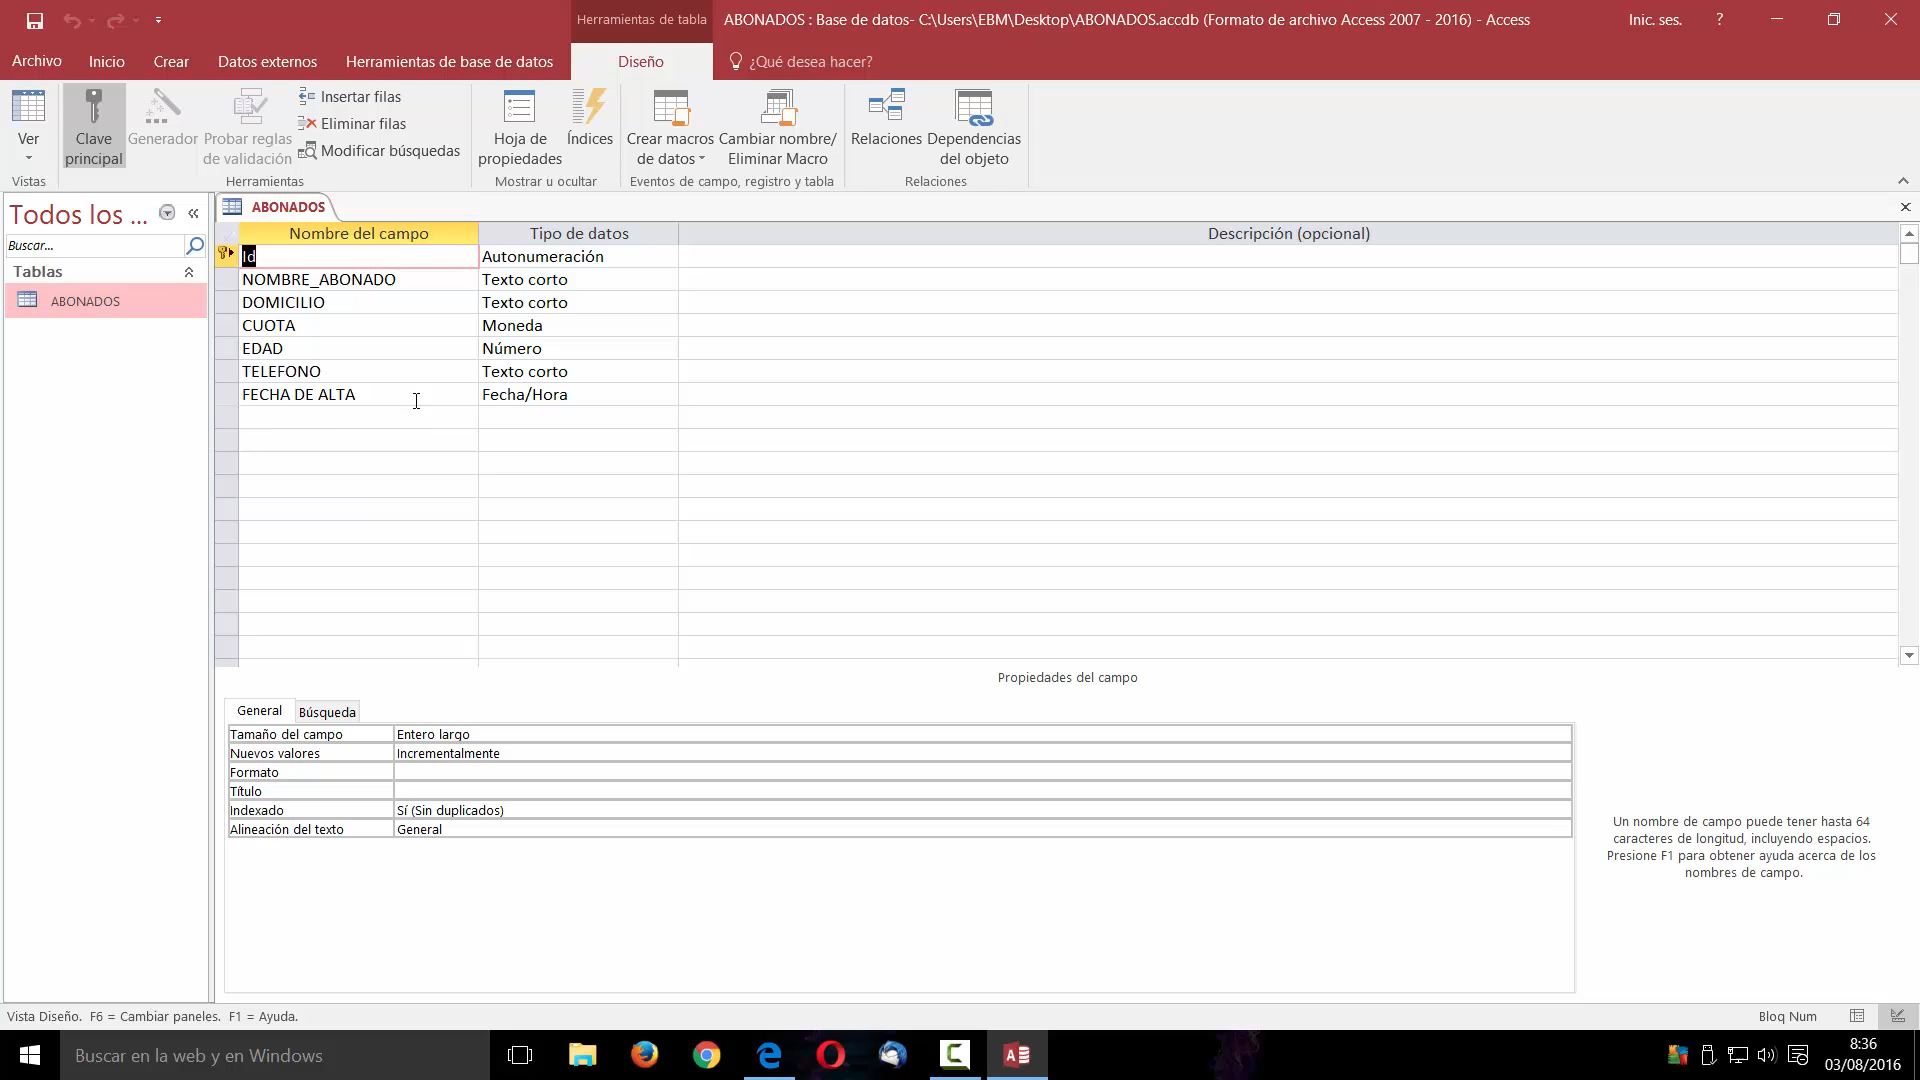 Herramientas de tabla
ABONADOS : Base de datos- C:\Users\EBM\Desktop\ABONADOS.accdb (Formato de archivo Access 2007 - 2016) - Access
Inic. ses.
?
Archivo
Inicio
Crear
Datos externos
Herramientas de base de datos
Diseño
¿Qué desea hacer?
Ver
Clave principal
Generador
Probar reglas de validación
Insertar filas
Eliminar filas
Modificar búsquedas
Hoja de propiedades
Índices
Crear macros de datos
Cambiar nombre/ Eliminar Macro
Relaciones
Dependencias del objeto
Vistas
Herramientas
Mostrar u ocultar
Eventos de campo, registro y tabla
Relaciones
Todos los ...
Buscar...
Tablas
ABONADOS
ABONADOS
Nombre del campo
Tipo de datos
Descripción (opcional)
Id
Autonumeración
NOMBRE_ABONADO
Texto corto
DOMICILIO
Texto corto
CUOTA
Moneda
EDAD
Número
TELEFONO
Texto corto
FECHA DE ALTA
Fecha/Hora
Propiedades del campo
General
Búsqueda
Tamaño del campo
Entero largo
Nuevos valores
Incrementalmente
Formato
Título
Indexado
Sí (Sin duplicados)
Alineación del texto
General
Un nombre de campo puede tener hasta 64
caracteres de longitud, incluyendo espacios.
Presione F1 para obtener ayuda acerca de los
nombres de campo.
Vista Diseño. F6 = Cambiar paneles. F1 = Ayuda.
Bloq Num
Buscar en la web y en Windows
8:36
03/08/2016